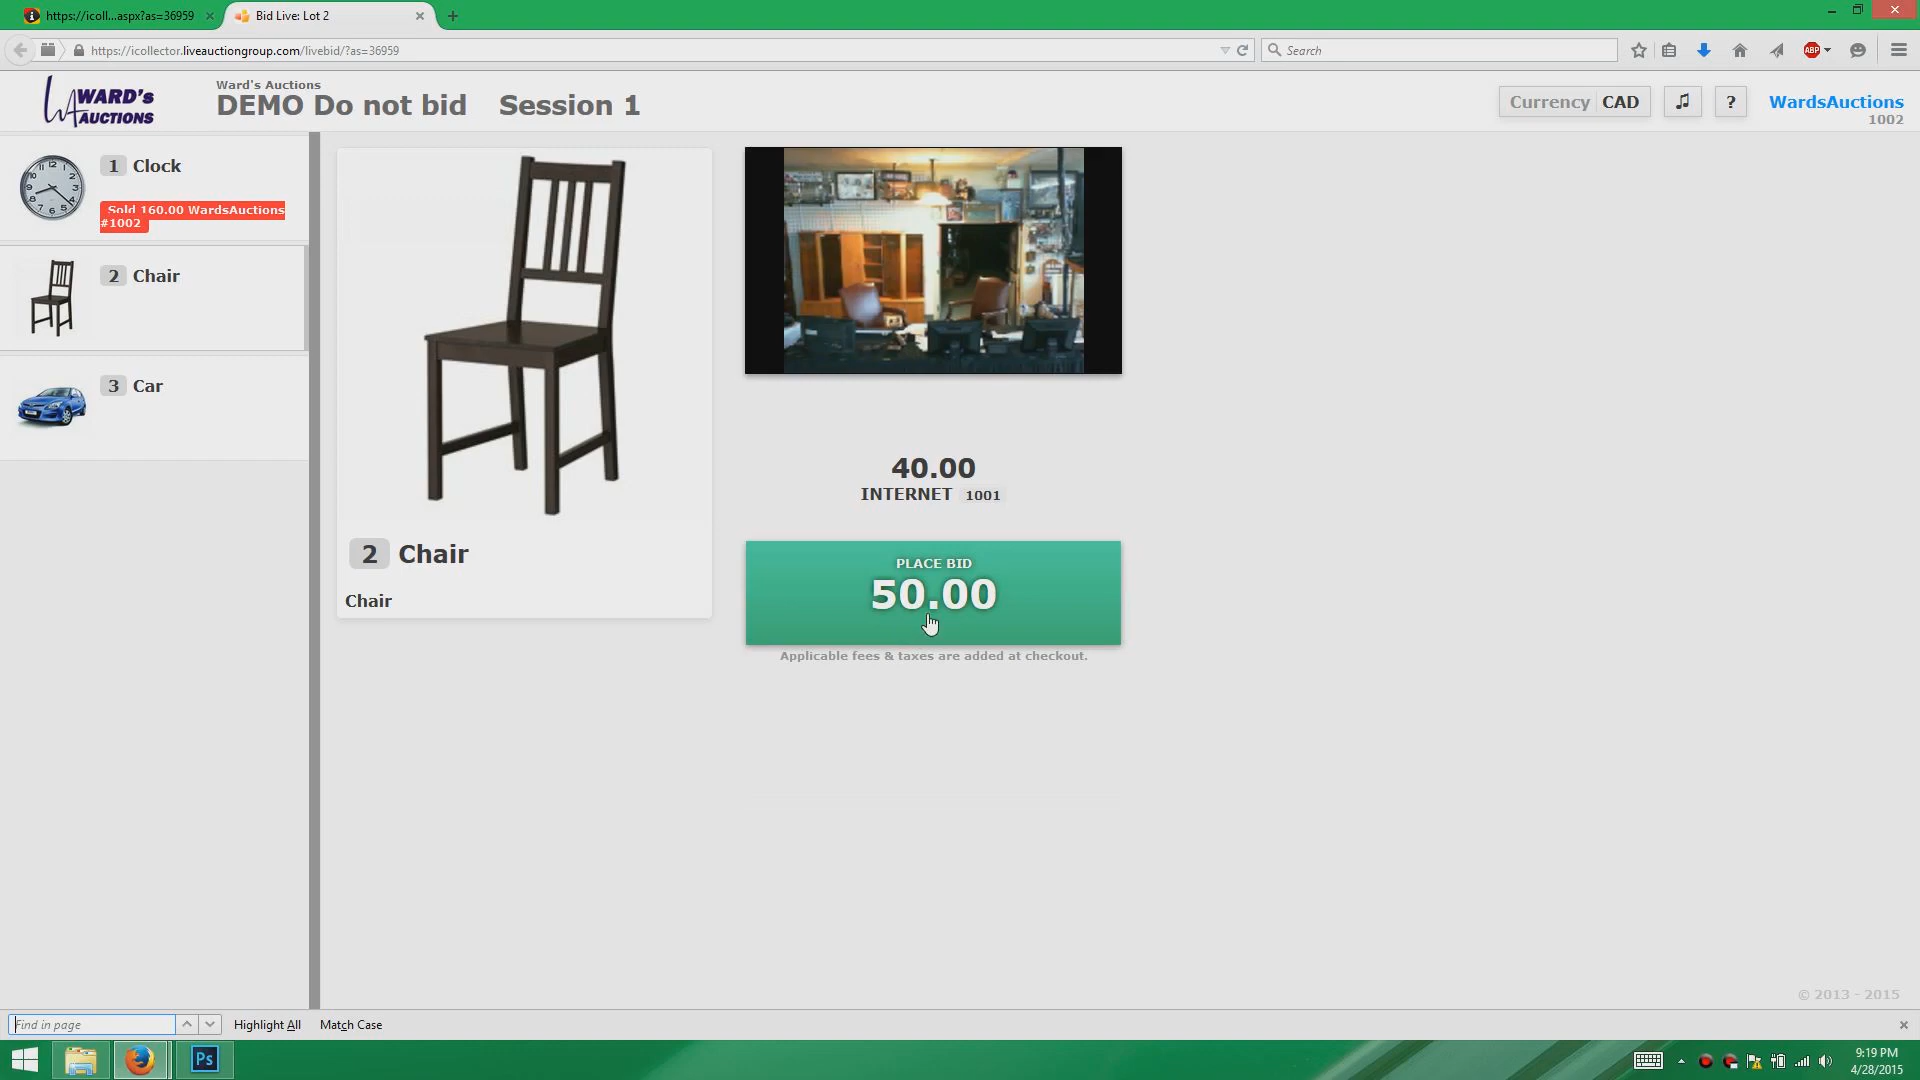 https://icoll...aspx?as=36959
Bid Live: Lot 2
https://icollector.liveauctiongroup.com/livebid/?as=36959
Search
ABP
WARD's
AUCTIONS
Ward's Auctions
DEMO Do not bid Session 1
Currency CAD
?
WardsAuctions
1002
1 Clock
Sold 160.00 WardsAuctions
#1002
2 Chair
3 Car
2 Chair
Chair
40.00
INTERNET 1001
PLACE BID
50.00
Applicable fees & taxes are added at checkout.
© 2013 - 2015
Find in page
Highlight All
Match Case
Ps
9:19 PM
4/28/2015